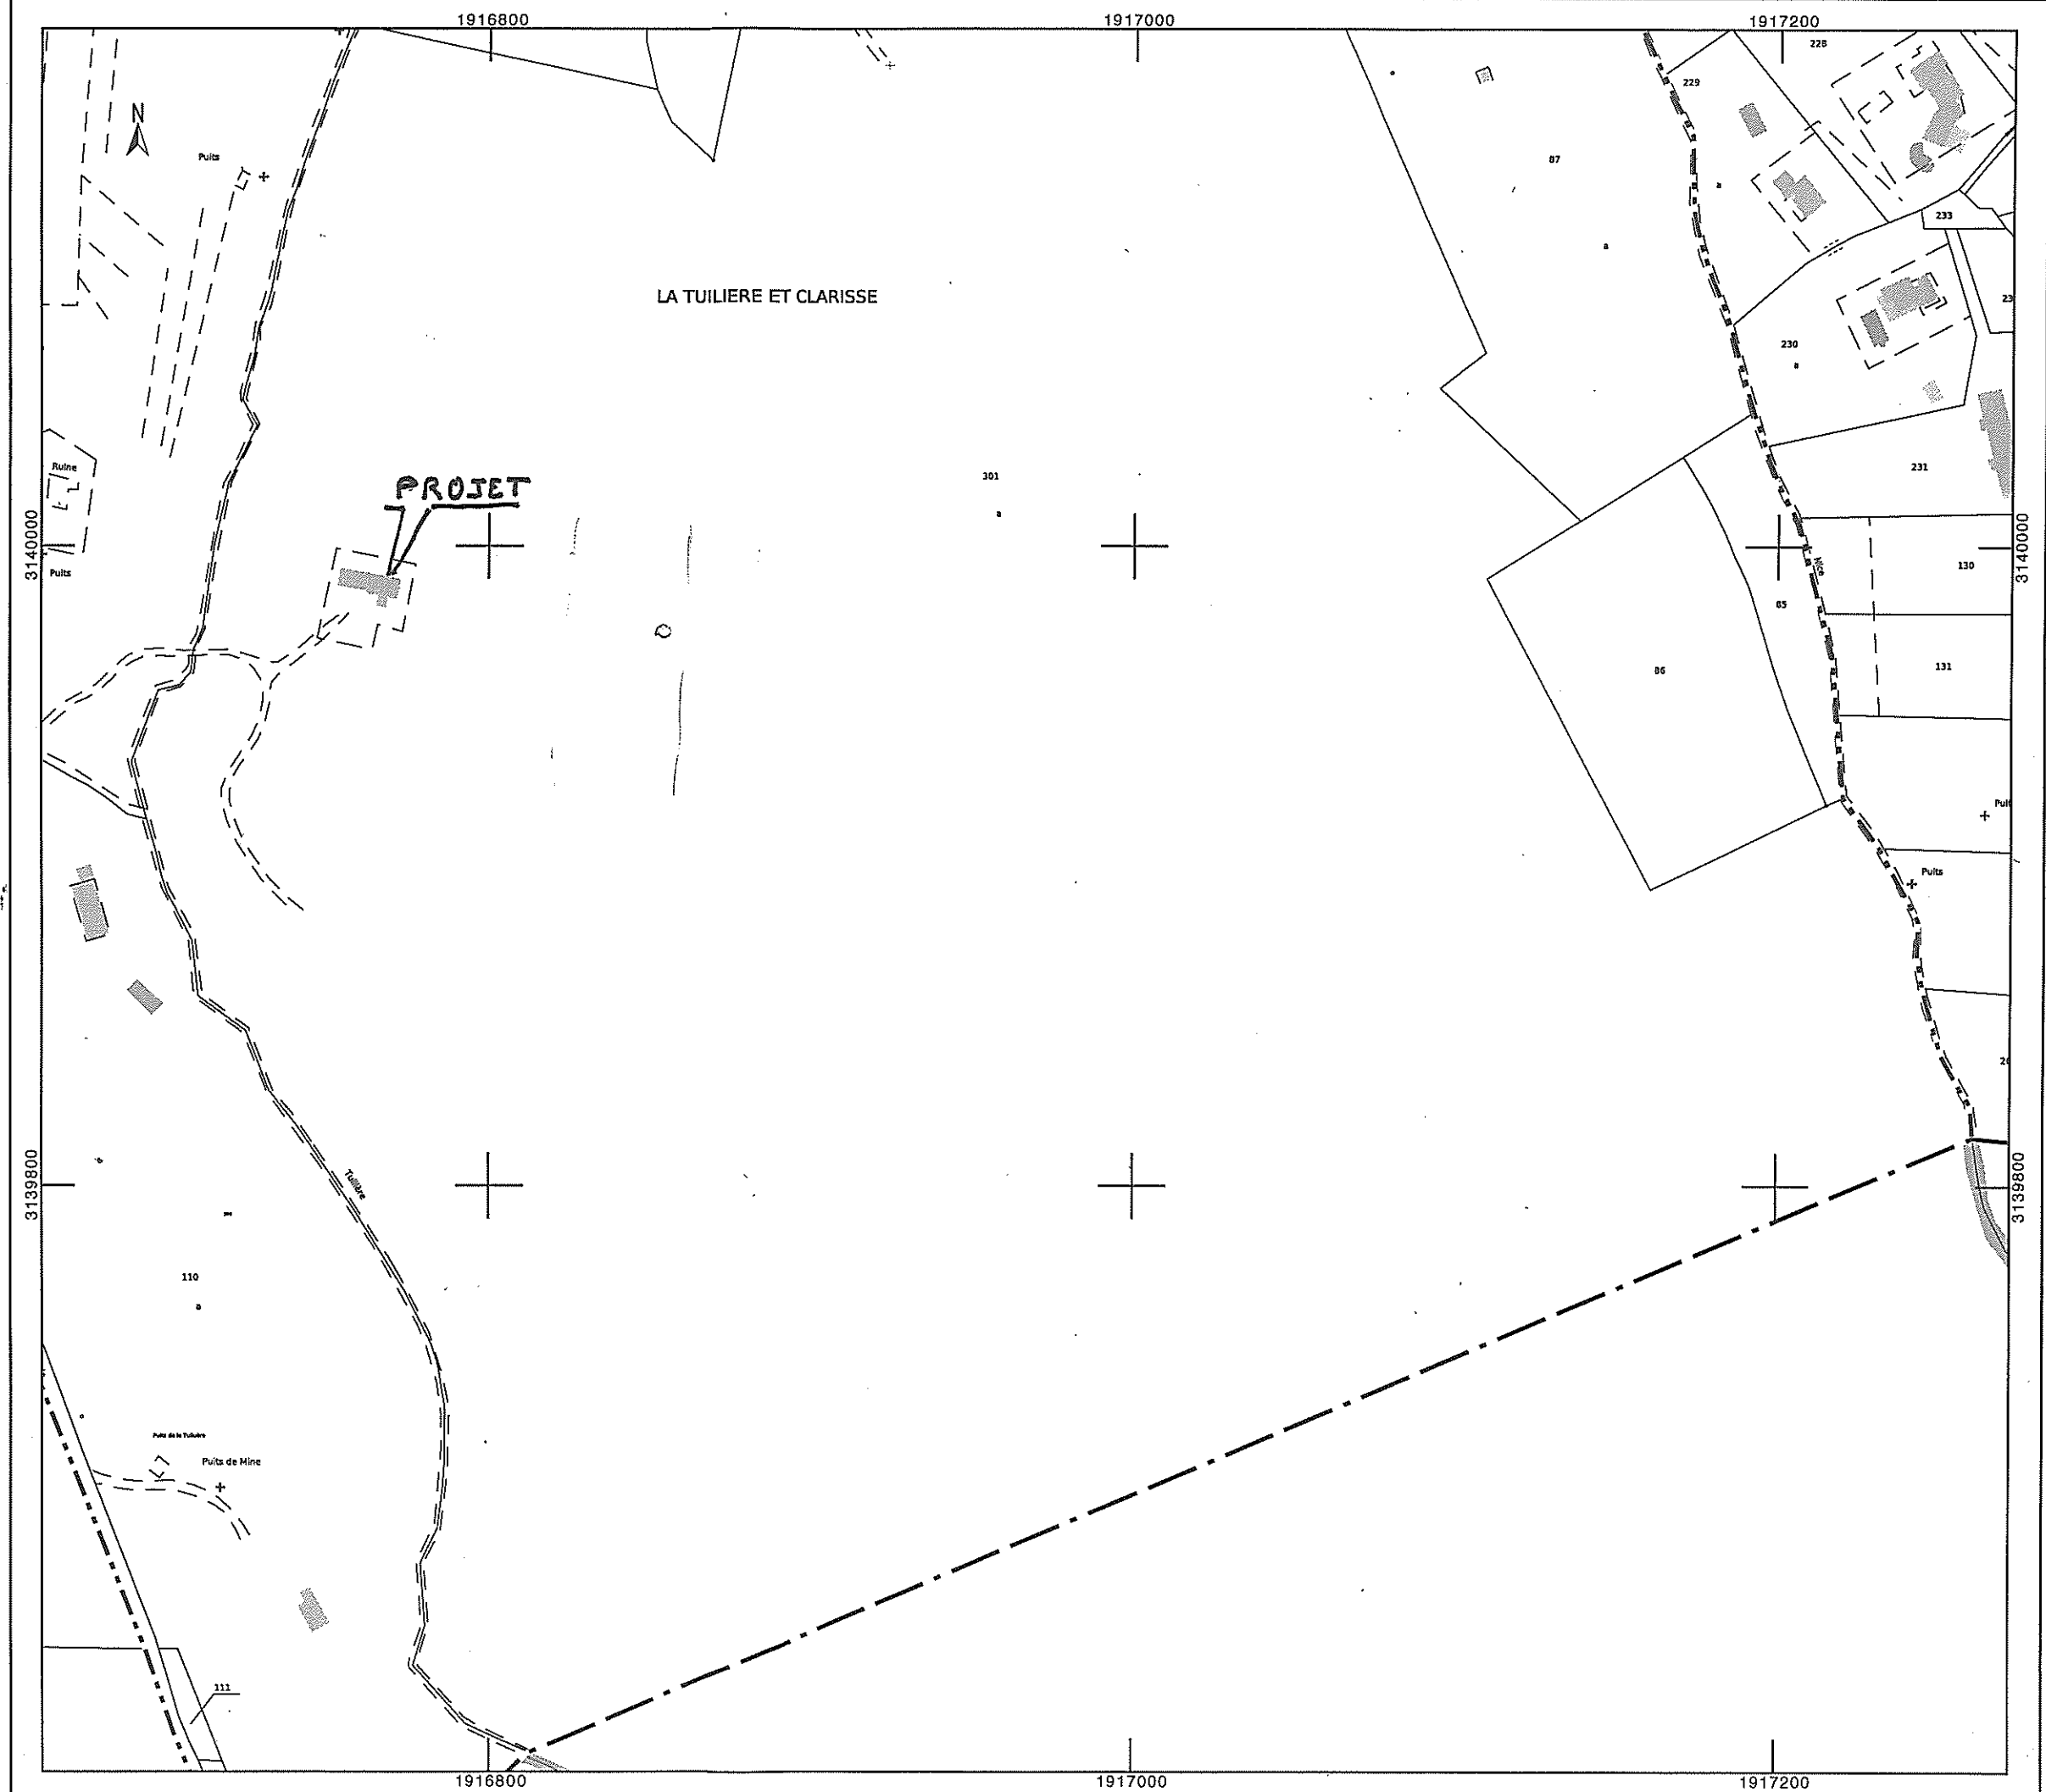 1916800
1917000
1917200
228
229
N
Puits
87
a
a
233
LA TUILIERE ET CLARISSE
230
a
Ruine
231
PROJET
301
a
3140000
3140000
Puits
Nice
130
85
86
131
Puits
3139800
3139800
Tuilière
110
a
Puits de la Tuilière
Puits de Mine
111
1916800
1917000
1917200